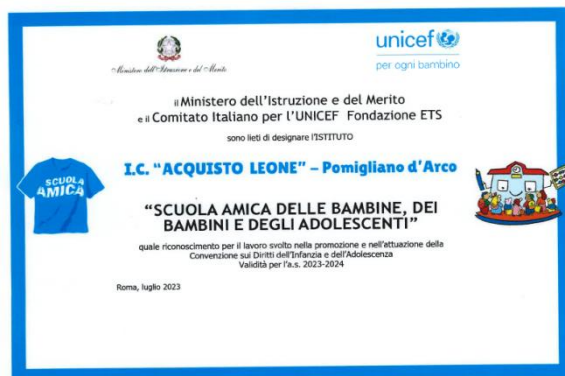 unicef
per ogni bambino
Ministero dell'Istruzione e del Merito
il Ministero dell'Istruzione e del Merito
e il Comitato Italiano per l'UNICEF Fondazione ETS
sono lieti di designare l'ISTITUTO
I.C. “ACQUISTO LEONE” – Pomigliano d'Arco
SCUOLA
AMICA
“SCUOLA AMICA DELLE BAMBINE, DEI
BAMBINI E DEGLI ADOLESCENTI”
quale riconoscimento per il lavoro svolto nella promozione e nell'attuazione della
Convenzione sui Diritti dell'Infanzia e dell'Adolescenza
Validità per l'a.s. 2023-2024
Roma, luglio 2023